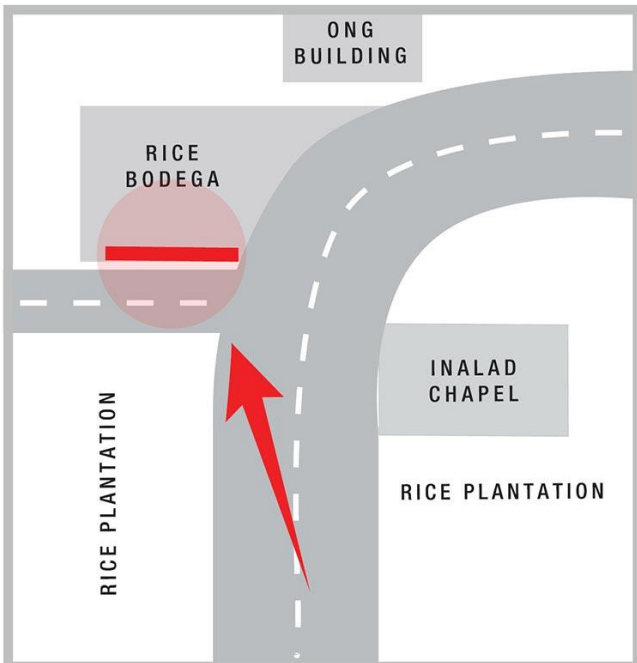 ONG
BUILDING
RICE
BODEGA
INALAD
CHAPEL
RICE PLANTATION
RICE PLANTATION